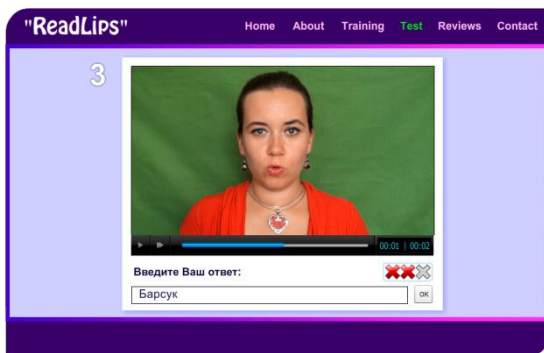 "ReadLips"
Home About Training Test Reviews Contact
3
00:01 | 00:02
Введите Ваш ответ:
Барсук
OK